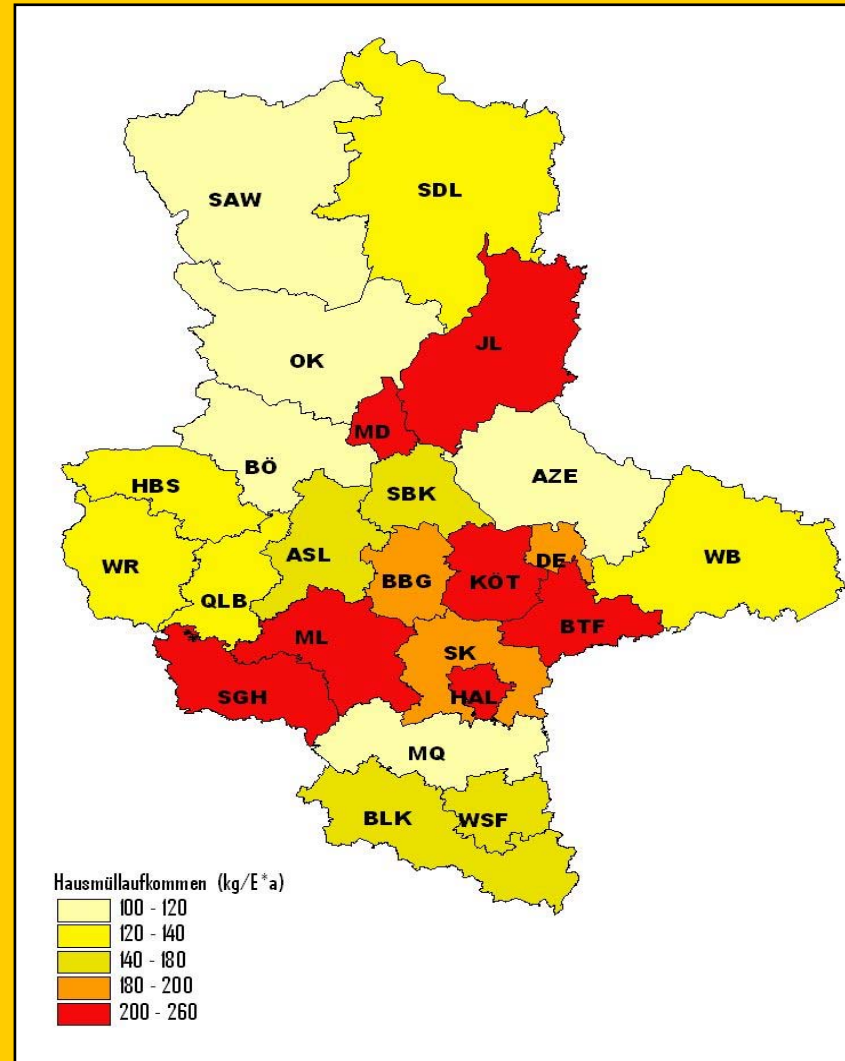 SAW
SDL
JL
OK
MD
BÖ
AZE
HBS
SBK
WR
ASL
DE
WB
BBG
KÖT
QLB
BTF
ML
SK
SGH
HAL
MQ
BLK
WSF
Hausmüllaufkommen (kg/E*a)
100 - 120
120 - 140
140 - 180
180 - 200
200 - 260